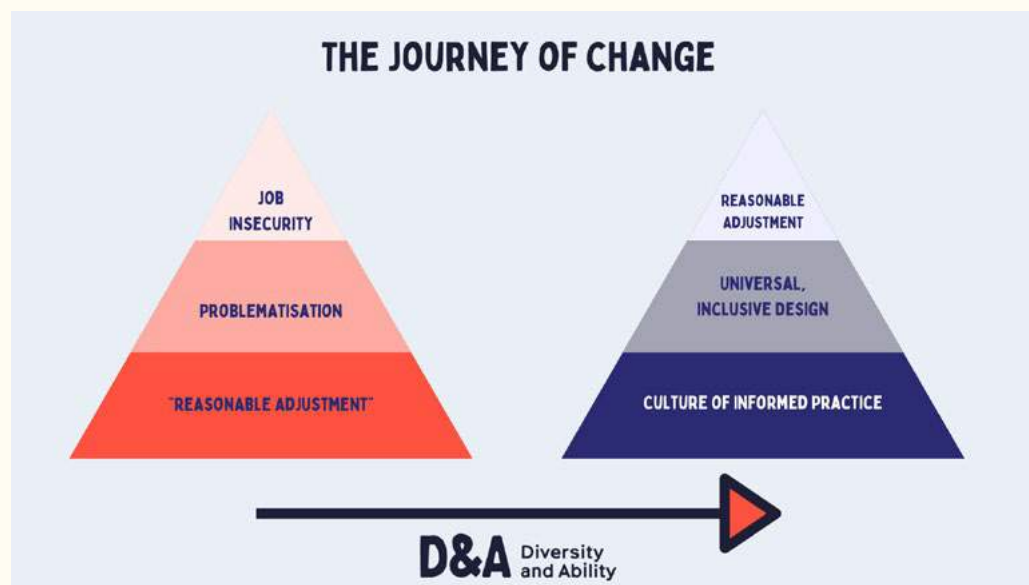 THE JOURNEY OF CHANGE
JOB
INSECURITY
PROBLEMATISATION
"REASONABLE ADJUSTMENT"
REASONABLE
ADJUSTMENT
UNIVERSAL,
INCLUSIVE DESIGN
CULTURE OF INFORMED PRACTICE
D&A Diversity
and Ability